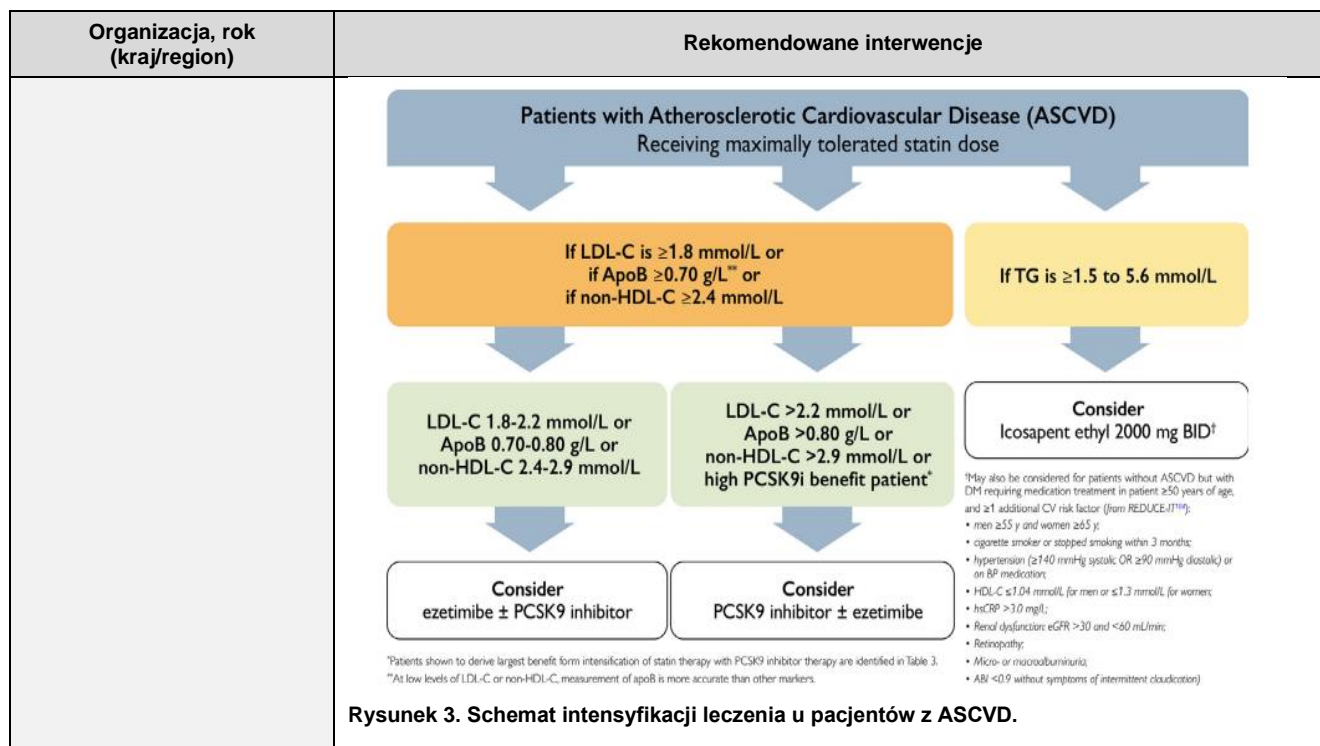 Organizacja, rok
(kraj/region)
Rekomendowane interwencje
Patients with Atherosclerotic Cardiovascular Disease (ASCVD)
Receiving maximally tolerated statin dose
If LDL-C is ≥1.8 mmol/L or
if ApoB ≥0.70 g/L** or
if non-HDL-C ≥2.4 mmol/L
If TG is ≥1.5 to 5.6 mmol/L
LDL-C 1.8-2.2 mmol/L or
ApoB 0.70-0.80 g/L or
non-HDL-C 2.4-2.9 mmol/L
LDL-C >2.2 mmol/L or
ApoB >0.80 g/L or
non-HDL-C >2.9 mmol/L or
high PCSK9i benefit patient*
Consider
Icosapent ethyl 2000 mg BID†
Consider
ezetimibe ± PCSK9 inhibitor
Consider
PCSK9 inhibitor ± ezetimibe
†May also be considered for patients without ASCVD but with
DM requiring medication treatment in patient ≥50 years of age,
and ≥1 additional CV risk factor (from REDUCE-IT):
• men ≥55 y and women ≥65 y;
• cigarette smoker or stopped smoking within 3 months;
• hypertension (≥140 mmHg systolic OR ≥90 mmHg diastolic) or
on BP medication;
• HDL-C ≤1.04 mmol/L for men or ≤1.3 mmol/L for women;
• hsCRP >3.0 mg/L;
• Renal dysfunction: eGFR >30 and <60 mL/min;
• Retinopathy;
• Micro- or macroalbuminuria;
• ABI <0.9 without symptoms of intermittent claudication)
*Patients shown to derive largest benefit form intensification of statin therapy with PCSK9 inhibitor therapy are identified in Table 3.
**At low levels of LDL-C or non-HDL-C, measurement of apoB is more accurate than other markers.
Rysunek 3. Schemat intensyfikacji leczenia u pacjentów z ASCVD.